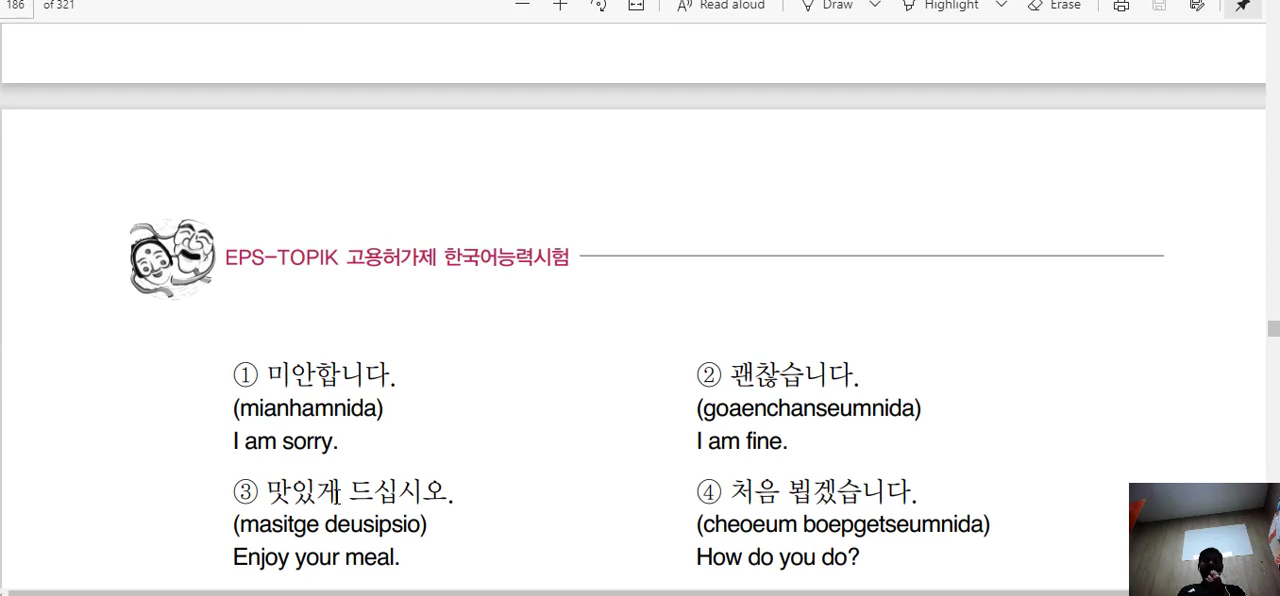 186 of 321 Read aloud Draw Highlight Erase
EPS-TOPIK 고용허가제 한국어능력시험
① 미안합니다.
(mianhamnida)
I am sorry.
② 괜찮습니다.
(goaenchanseumnida)
I am fine.
③ 맛있게 드십시오.
(masitge deusipsio)
Enjoy your meal.
④ 처음 뵙겠습니다.
(cheoeum boepgetseumnida)
How do you do?